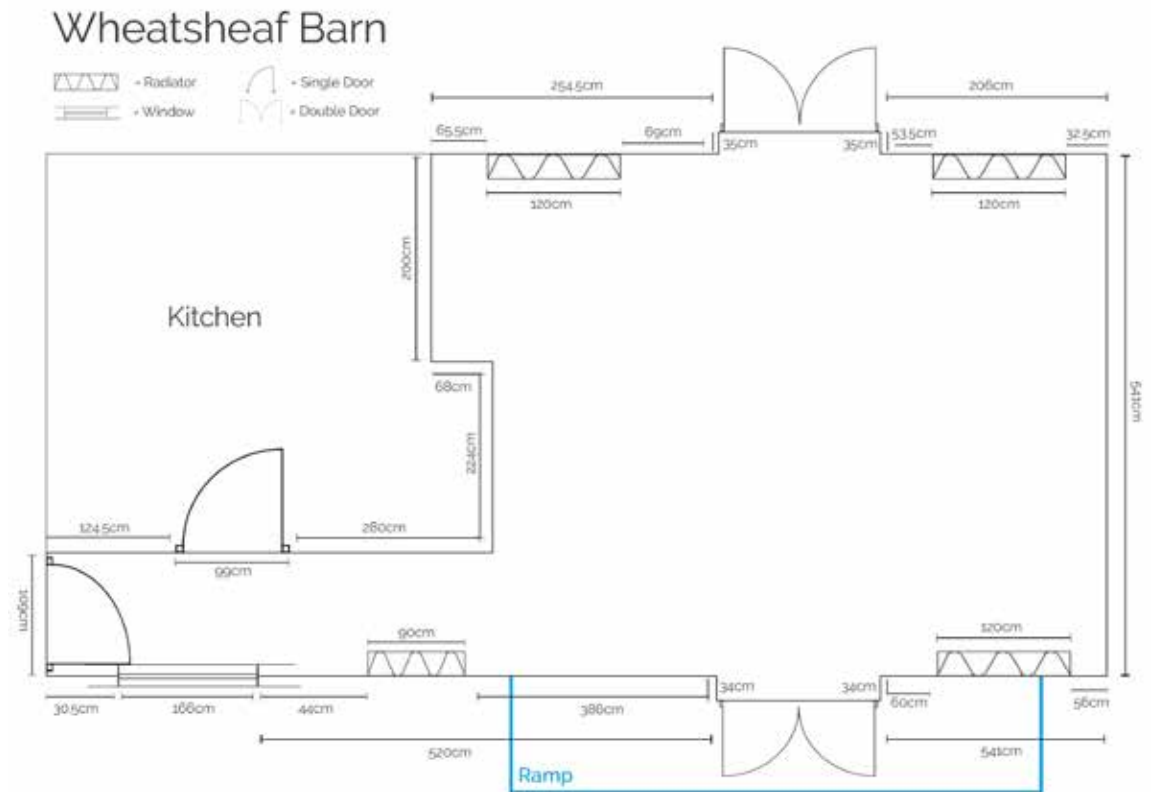 Wheatsheaf Barn
= Radiator
= Single Door
= Window
= Double Door
254.5cm
206cm
65.5cm
69cm
35cm
35cm
53.5cm
32.5cm
120cm
120cm
200cm
Kitchen
68cm
541cm
224cm
124.5cm
280cm
99cm
109cm
90cm
120cm
30.5cm
166cm
44cm
386cm
34cm
34cm
60cm
56cm
520cm
541cm
Ramp